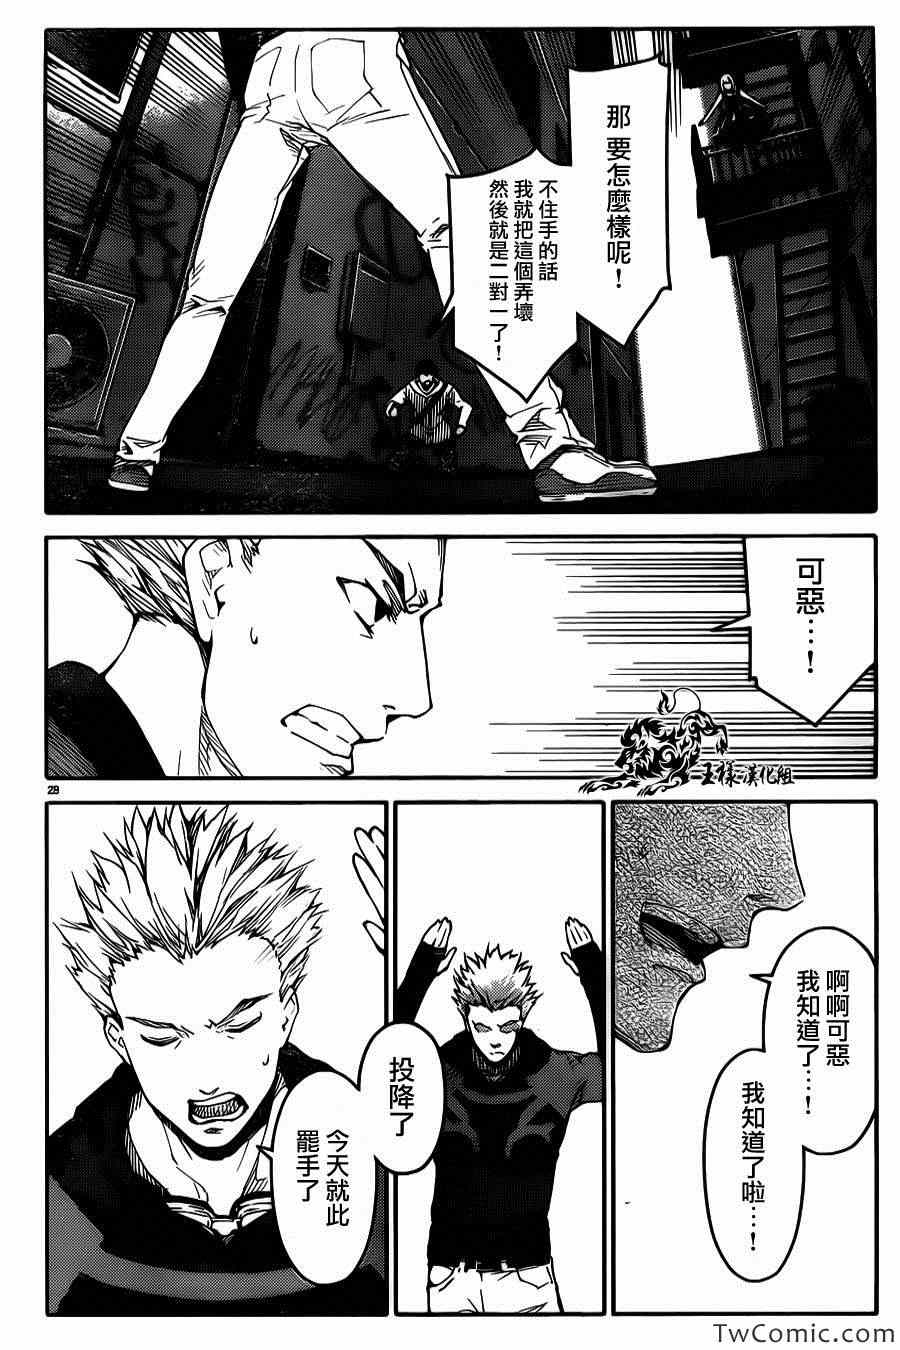 那 要怎麼樣呢！
不住手的話
我就把這個弄壞
然後就是二對一了！
可惡…！
王樣漢化組
28
啊啊可惡
我知道了…！
我知道了啦…！
投降了
今天就此
罷手了
TwComic.com